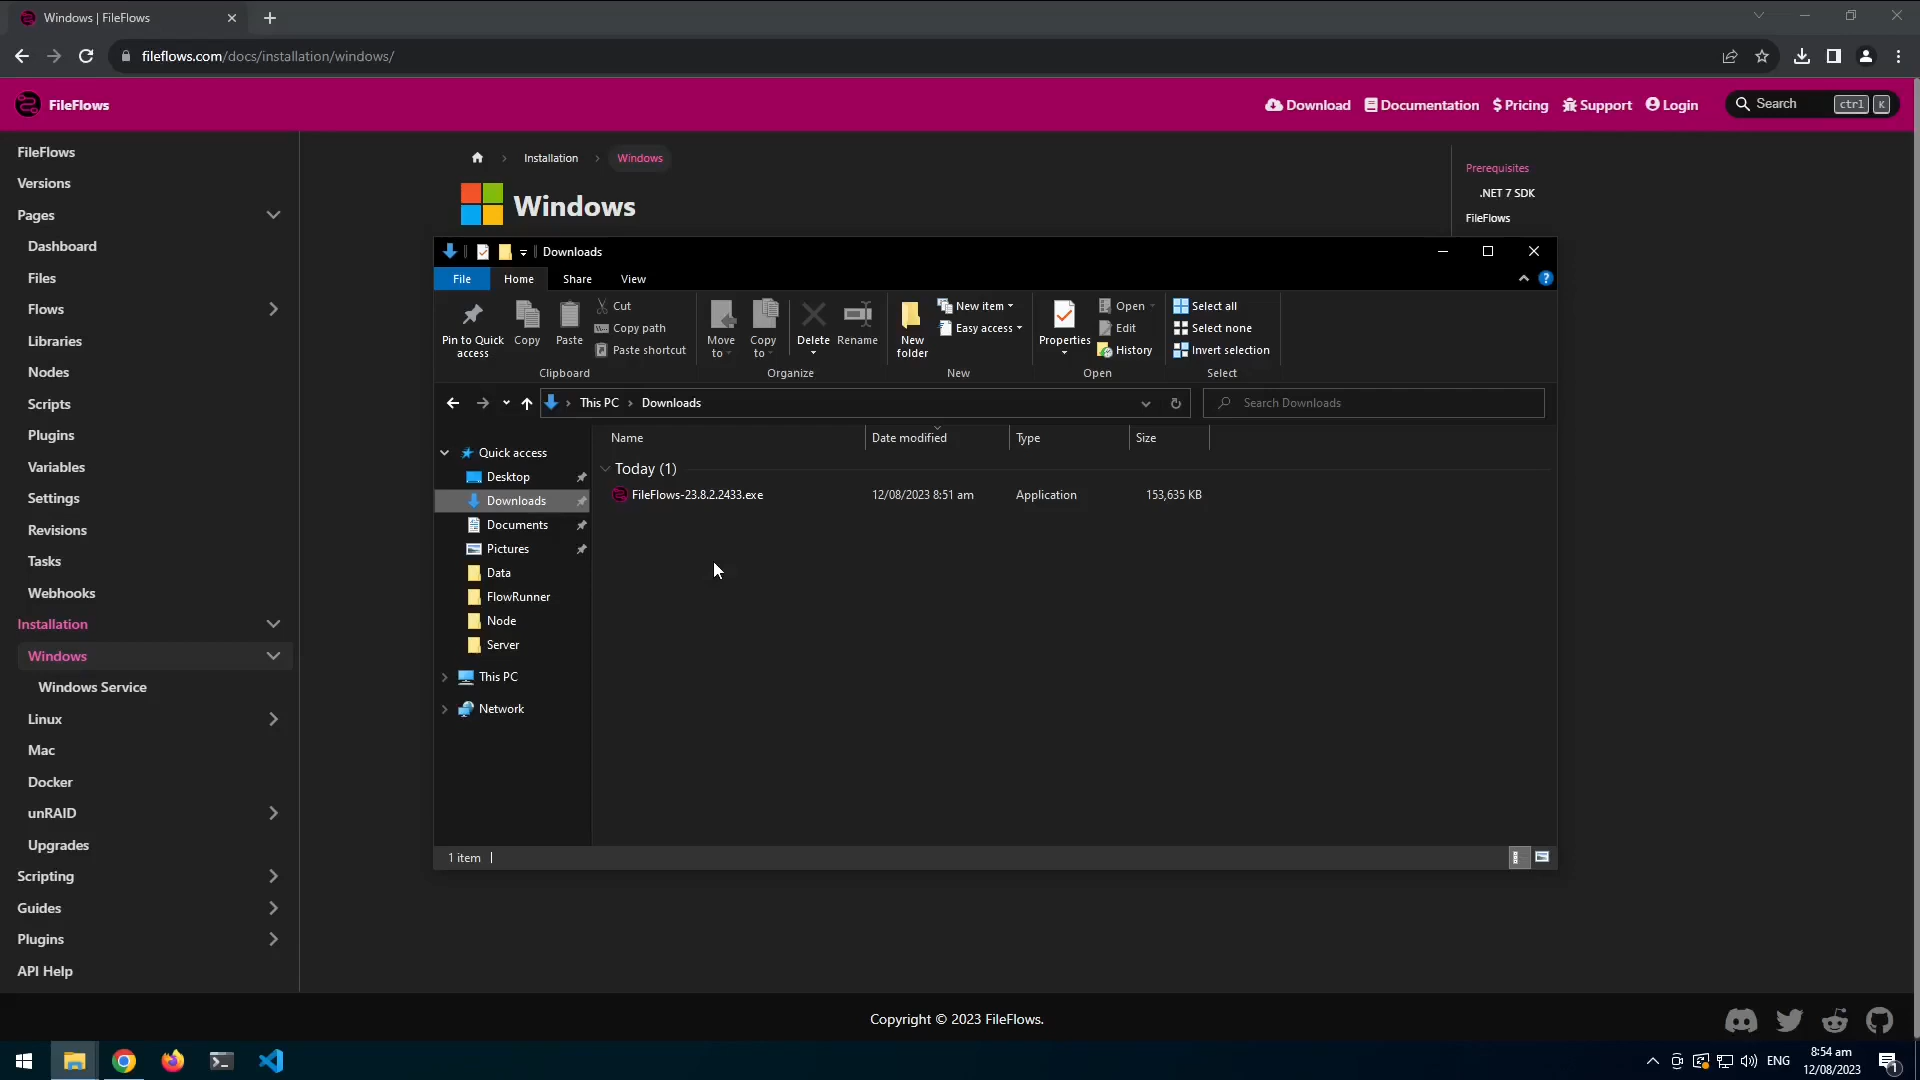 Windows | FileFlows
fileflows.com/docs/installation/windows/
FileFlows
Download
Documentation
$ Pricing
Support
Login
Search
ctrl
K
FileFlows
Versions
Pages
Dashboard
Files
Flows
Libraries
Nodes
Scripts
Plugins
Variables
Settings
Revisions
Tasks
Webhooks
Installation
Windows
Windows Service
Linux
Mac
Docker
unRAID
Upgrades
Scripting
Guides
Plugins
API Help
Installation
Windows
Windows
Prerequisites
.NET 7 SDK
FileFlows
Downloads
File
Home
Share
View
Pin to Quick
access
Copy
Paste
Cut
Copy path
Paste shortcut
Clipboard
Move
to
Copy
to
Delete
Rename
Organize
New
folder
New item
Easy access
New
Properties
Open
Edit
History
Open
Select all
Select none
Invert selection
Select
This PC
Downloads
Search Downloads
Quick access
Desktop
Downloads
Documents
Pictures
Data
FlowRunner
Node
Server
This PC
Network
Name
Date modified
Type
Size
Today (1)
FileFlows-23.8.2.2433.exe
12/08/2023 8:51 am
Application
153,635 KB
1 item
Copyright © 2023 FileFlows.
ENG
8:54 am
12/08/2023
1